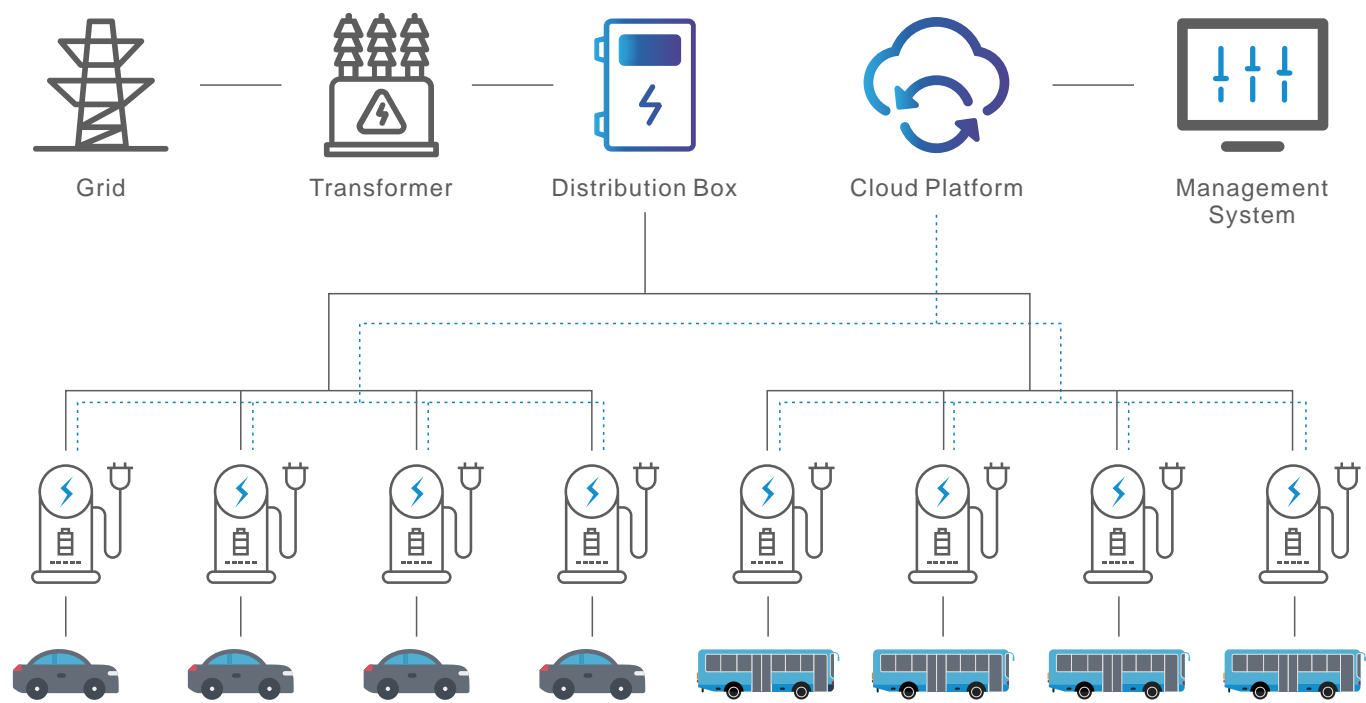 Grid
Transformer
Distribution Box
Cloud Platform
Management
System